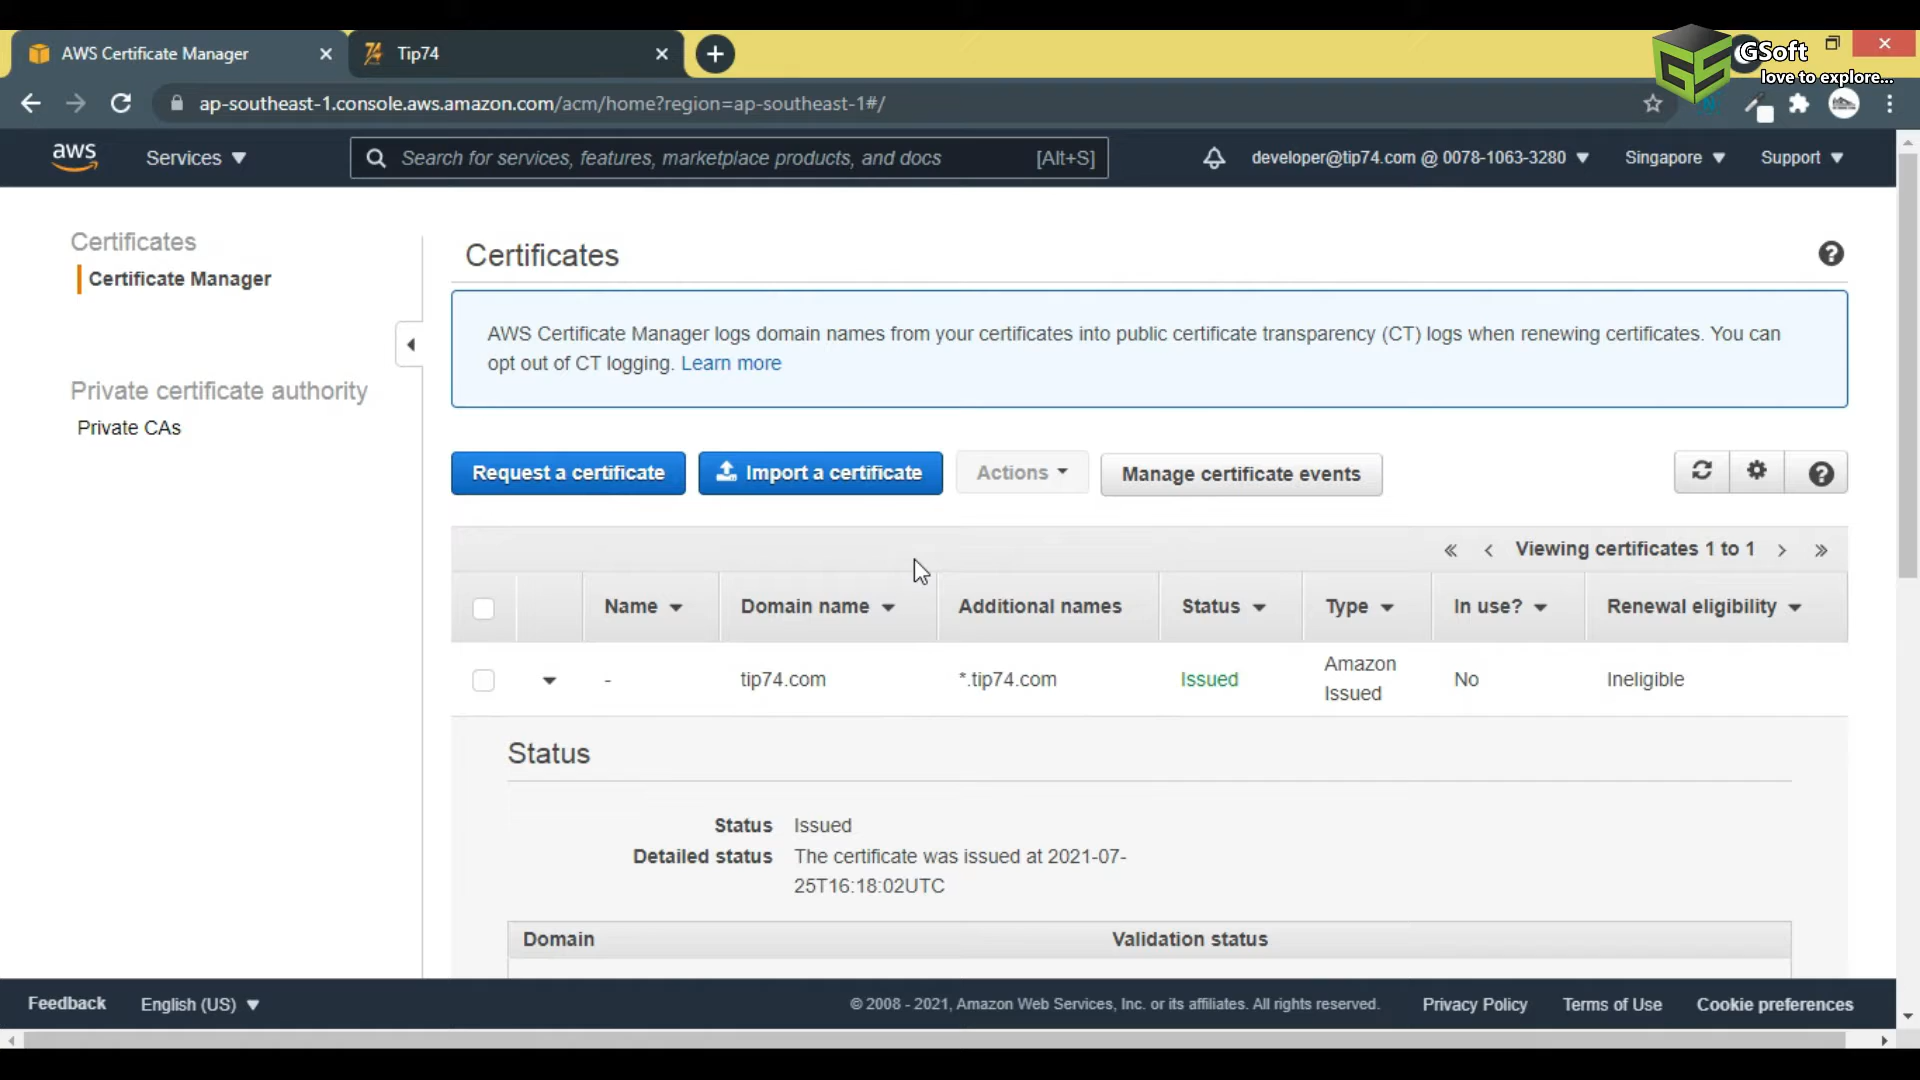 AWS Certificate Manager
Tip74
GSoft
love to explore...
ap-southeast-1.console.aws.amazon.com/acm/home?region=ap-southeast-1#/
aws
Services
Search for services, features, marketplace products, and docs
[Alt+S]
developer@tip74.com @ 0078-1063-3280
Singapore
Support
Certificates
Certificate Manager
Private certificate authority
Private CAs
Certificates
AWS Certificate Manager logs domain names from your certificates into public certificate transparency (CT) logs when renewing certificates. You can
opt out of CT logging. Learn more
Request a certificate
Import a certificate
Actions
Manage certificate events
« ‹ Viewing certificates 1 to 1 › »
Name Domain name Additional names Status Type In use? Renewal eligibility
- tip74.com *.tip74.com Issued Amazon
Issued No Ineligible
Status
Status Issued
Detailed status The certificate was issued at 2021-07-
25T16:18:02UTC
Domain Validation status
Feedback
English (US)
© 2008 - 2021, Amazon Web Services, Inc. or its affiliates. All rights reserved.
Privacy Policy
Terms of Use
Cookie preferences